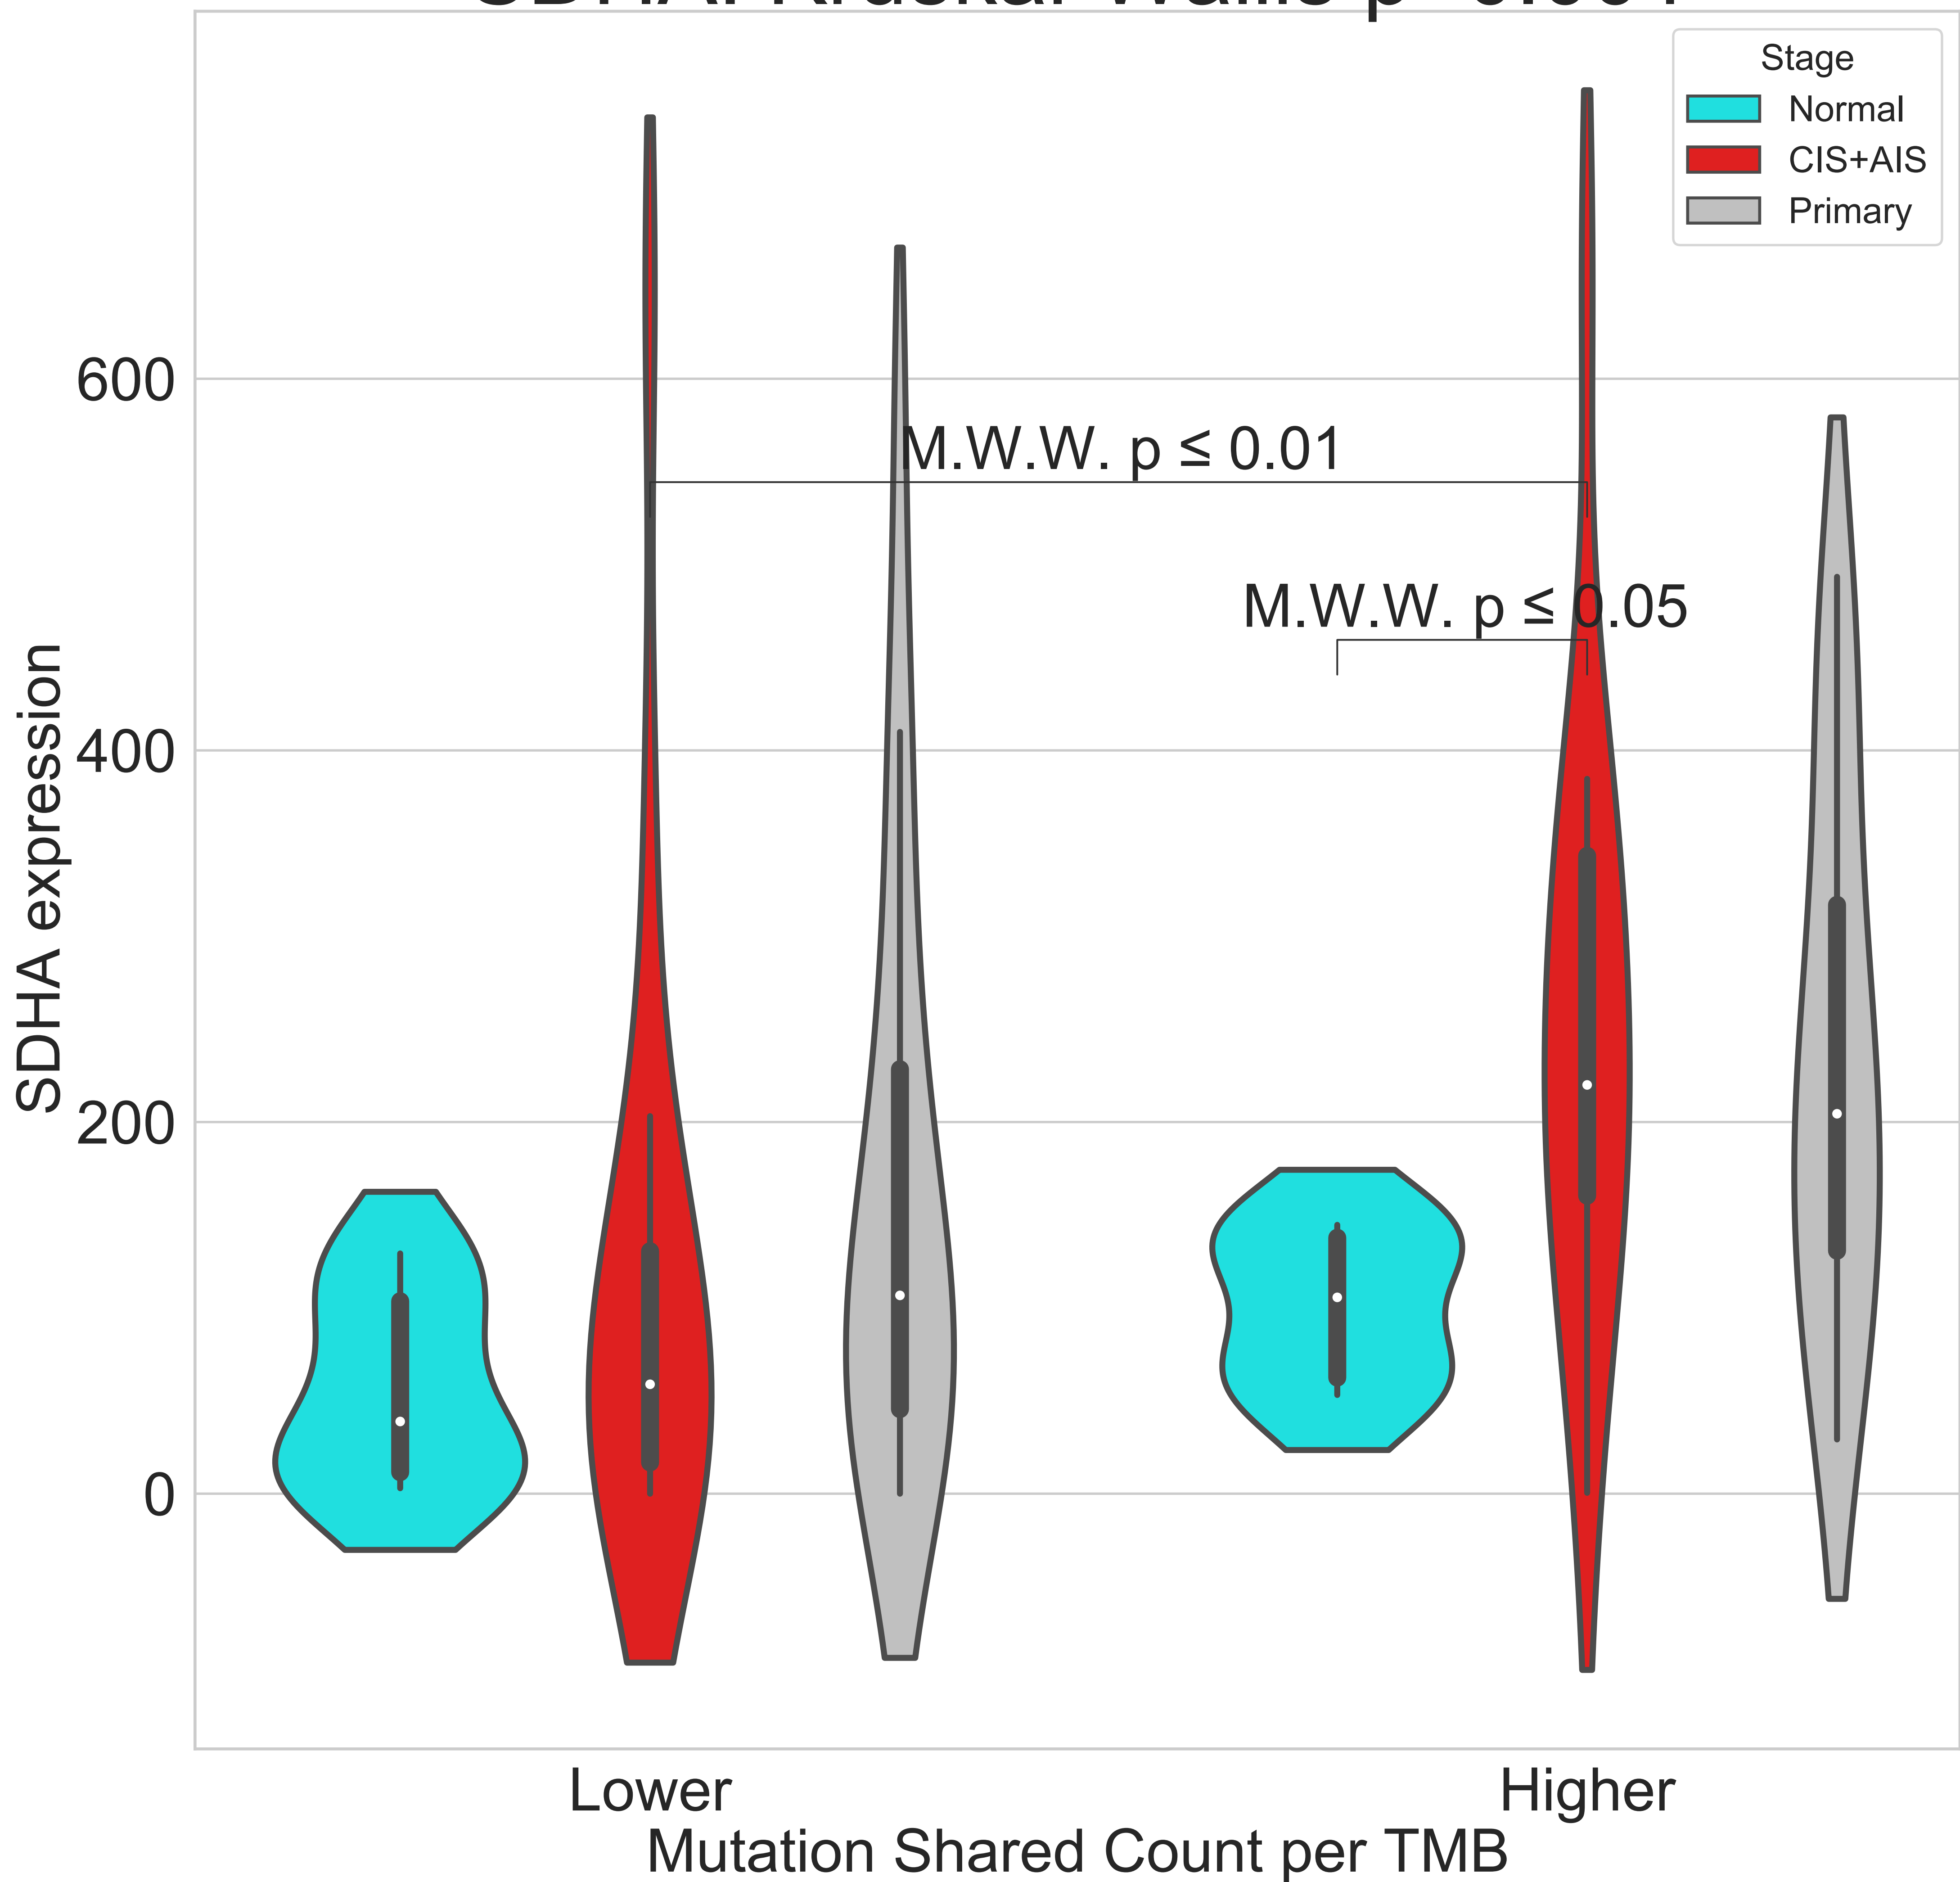 Stage
Normal
CIS+AIS
Primary
600
M.W.W. p ≤ 0.01
M.W.W. p ≤ 0.05
400
SDHA expression
200
0
Lower
Higher
Mutation Shared Count per TMB